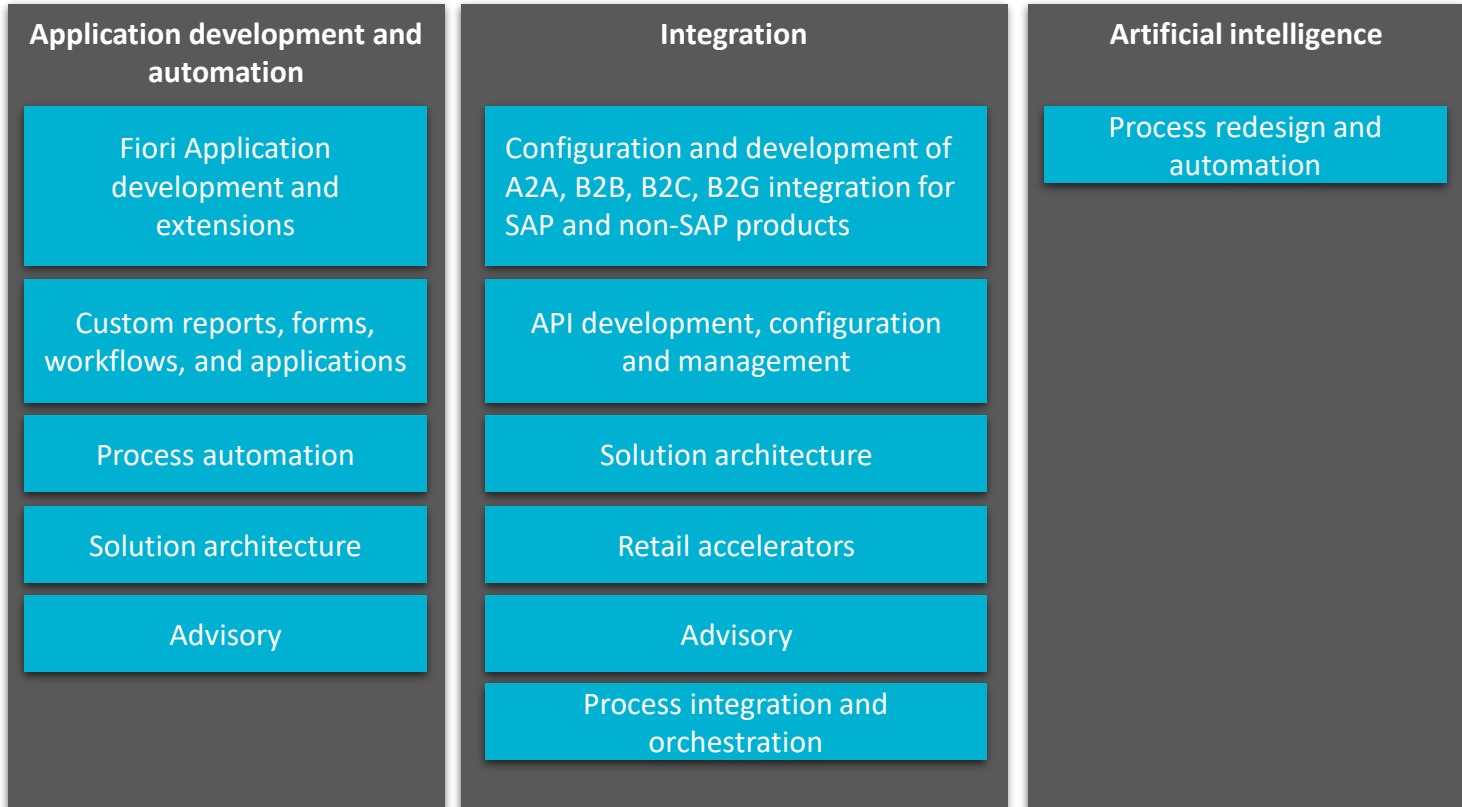 Application development and
automation
Fiori Application
development and
extensions
Custom reports, forms,
workflows, and applications
Process automation
Solution architecture
Advisory
Integration
Configuration and development of
A2A, B2B, B2C, B2G integration for
SAP and non-SAP products
API development, configuration
and management
Solution architecture
Retail accelerators
Advisory
Process integration and
orchestration
Artificial intelligence
Process redesign and
automation